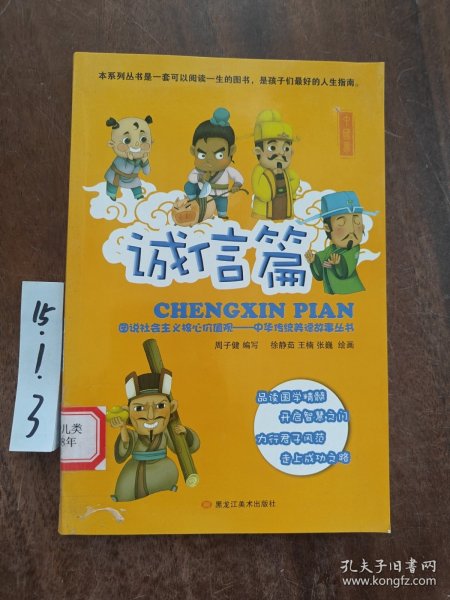 本系列丛书是一套可以阅读一生的图书，是孩子们最好的人生指南。
诚信篇
CHENGXIN PIAN
图说社会主义核心价值观——中华传统美德故事丛书
周子健 编写 徐静茹 王楠 张巍 绘画
品读国学精髓
开启智慧之门
力行君子风范
走上成功之路
15.1.3
儿类
8年
黑龙江美术出版社
孔夫子旧书网
www.kongfz.com